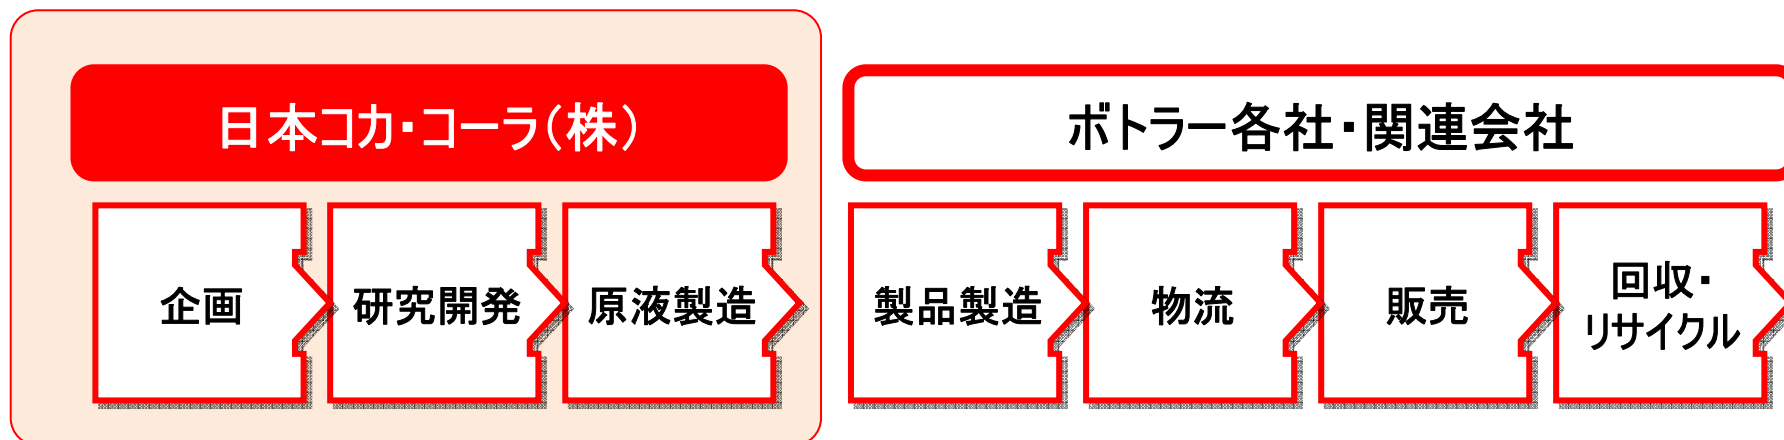 日本コカ・コーラ(株)
ボトラー各社・関連会社
企画
研究開発
原液製造
製品製造
物流
販売
回収・
リサイクル